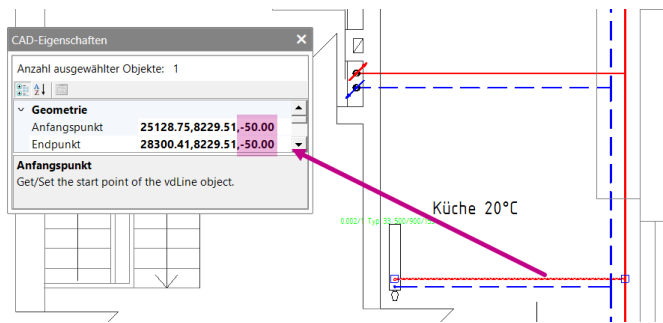 CAD-Eigenschaften
Anzahl ausgewählter Objekte: 1
Geometrie
Anfangspunkt 25128.75,8229.51,-50.00
Endpunkt 28300.41,8229.51,-50.00
Anfangspunkt
Get/Set the start point of the vdLine object.
Küche 20°C